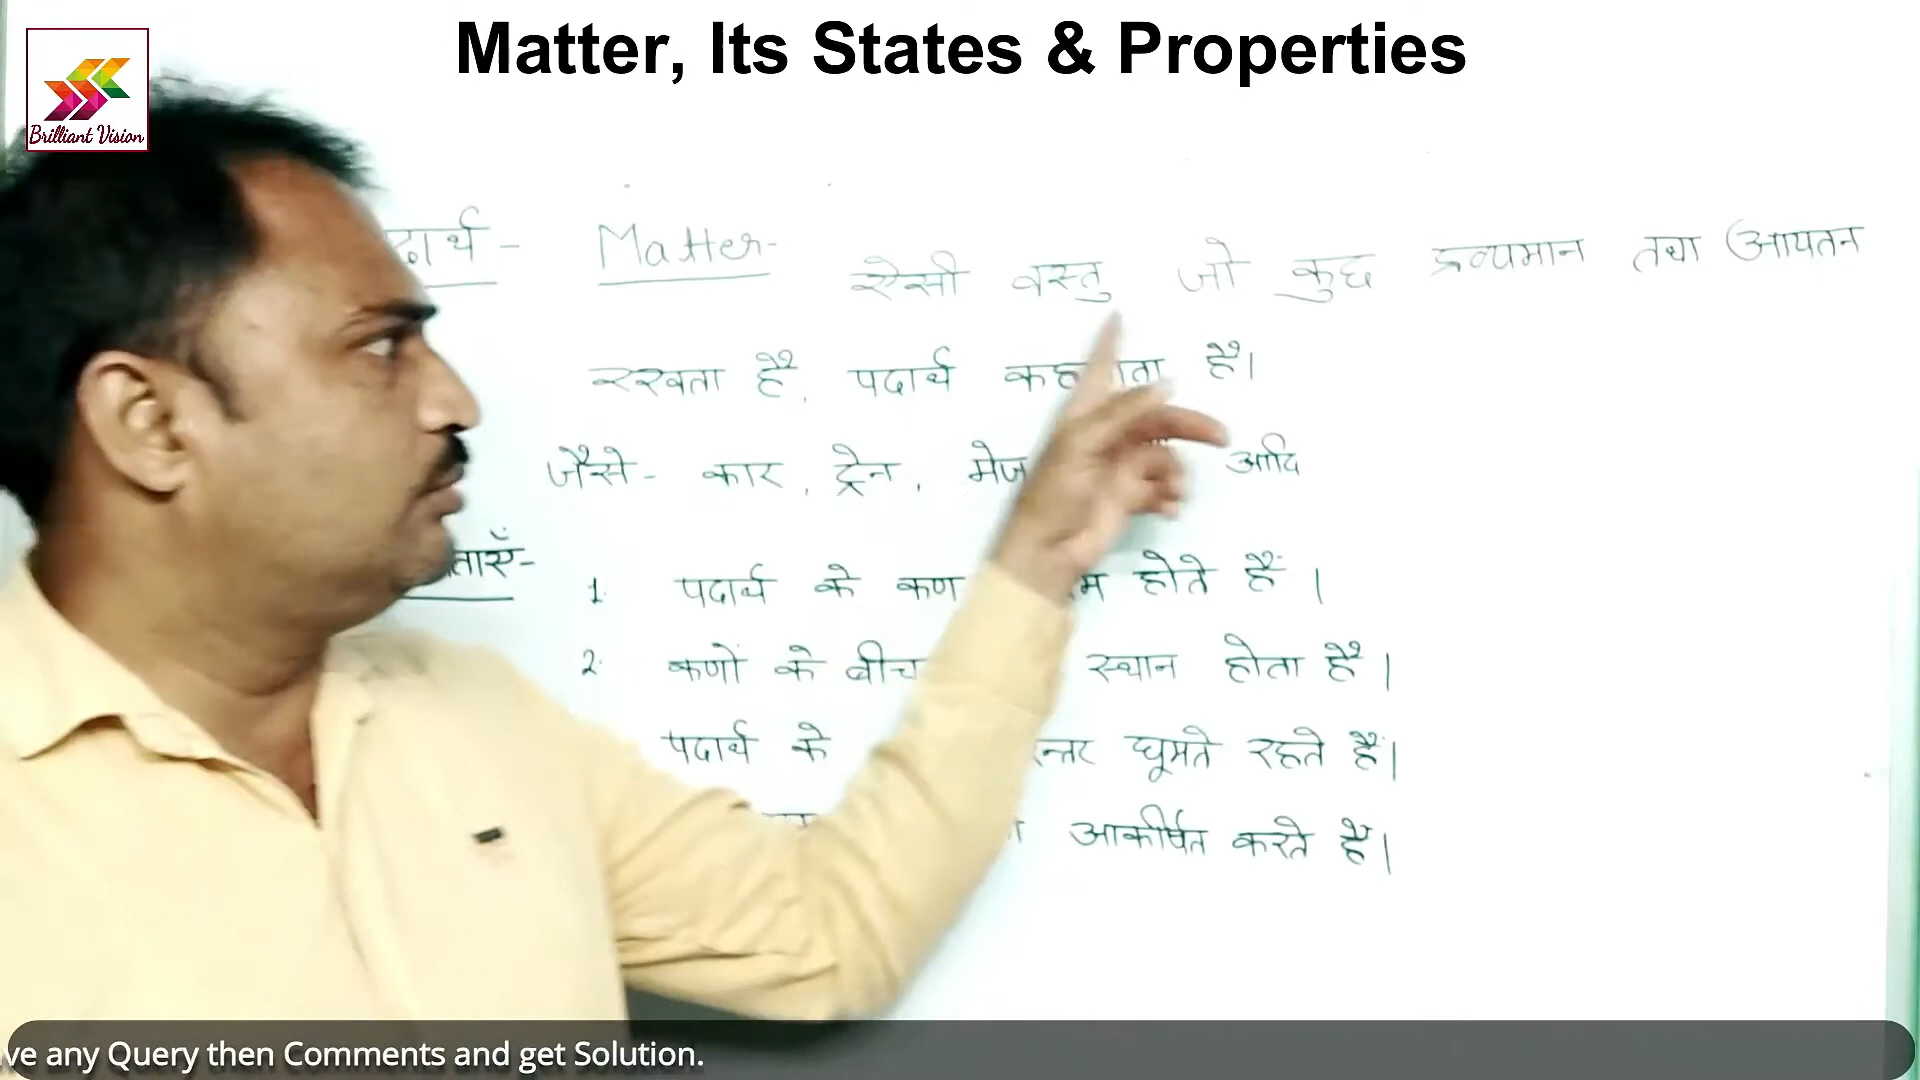 Matter, Its States & Properties
Brilliant Vision
Matter- ऐसी वस्तु जो कुछ द्रव्यमान तथा आयतन
रखता है, पदार्थ है।
जैसे - कार, ट्रेन, मेज आदि
1. पदार्थ के कण होते हैं।
2. कणों के बीच स्थान होता है।
पदार्थ के घूमते रहते हैं।
आकर्षित करते हैं।
any Query then Comments and get Solution.